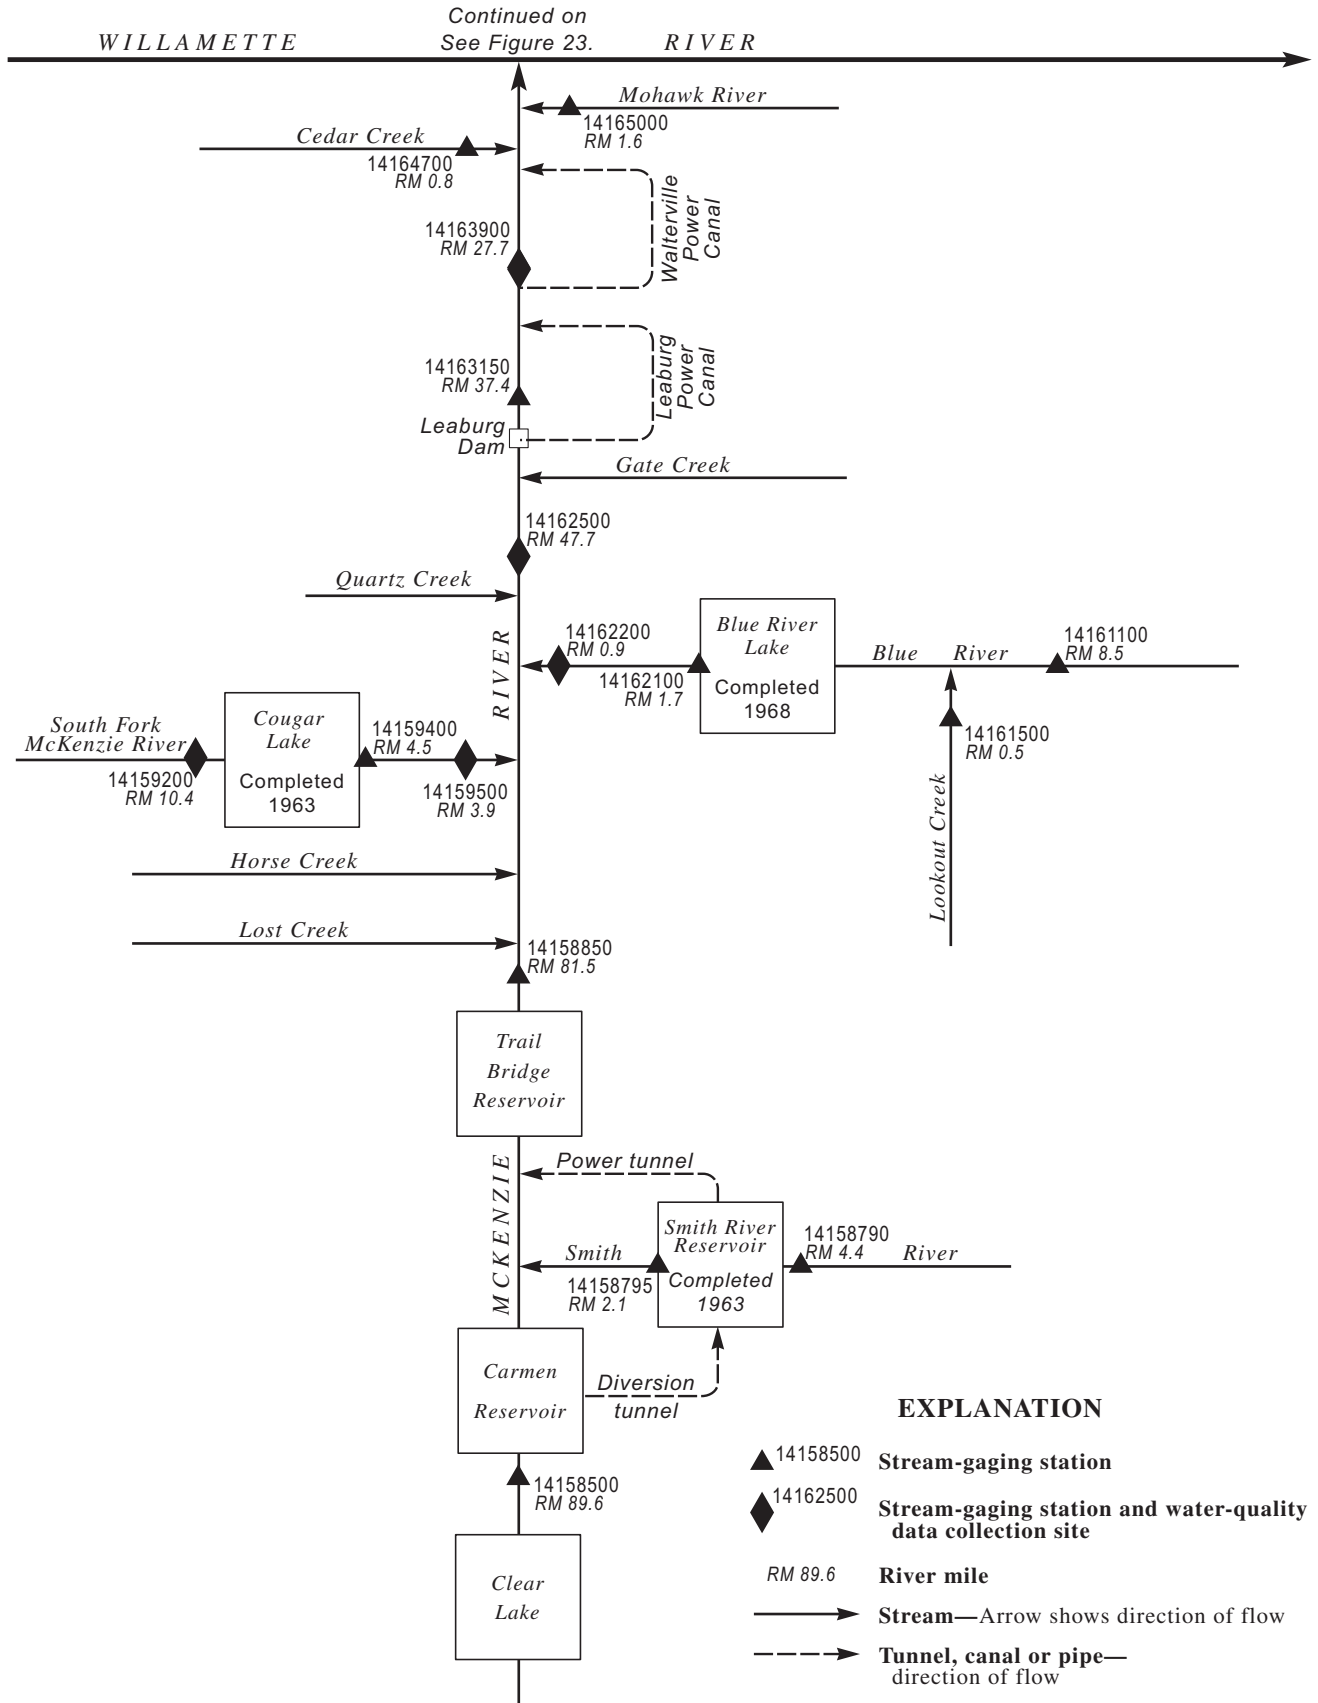 Continued on
See Figure 23.
WILLAMETTE
RIVER
Mohawk River
14165000
RM 1.6
Cedar Creek
14164700
RM 0.8
Walterville
Power
Canal
14163900
RM 27.7
Leaburg
Power
Canal
14163150
RM 37.4
Leaburg
Dam
Gate Creek
14162500
RM 47.7
Quartz Creek
RIVER
14162200
RM 0.9
14162100
RM 1.7
Blue River
Lake
Completed
1968
Blue River
14161100
RM 8.5
14161500
RM 0.5
Lookout Creek
South Fork
McKenzie River
14159200
RM 10.4
Cougar
Lake
Completed
1963
14159400
RM 4.5
14159500
RM 3.9
Horse Creek
Lost Creek
14158850
RM 81.5
Trail
Bridge
Reservoir
MCKENZIE
Power tunnel
Smith
14158795
RM 2.1
Smith River
Reservoir
Completed
1963
14158790
RM 4.4
River
Carmen
Reservoir
Diversion
tunnel
14158500
RM 89.6
Clear
Lake
EXPLANATION
14158500 Stream-gaging station
14162500 Stream-gaging station and water-quality
data collection site
RM 89.6 River mile
Stream—Arrow shows direction of flow
Tunnel, canal or pipe—
direction of flow